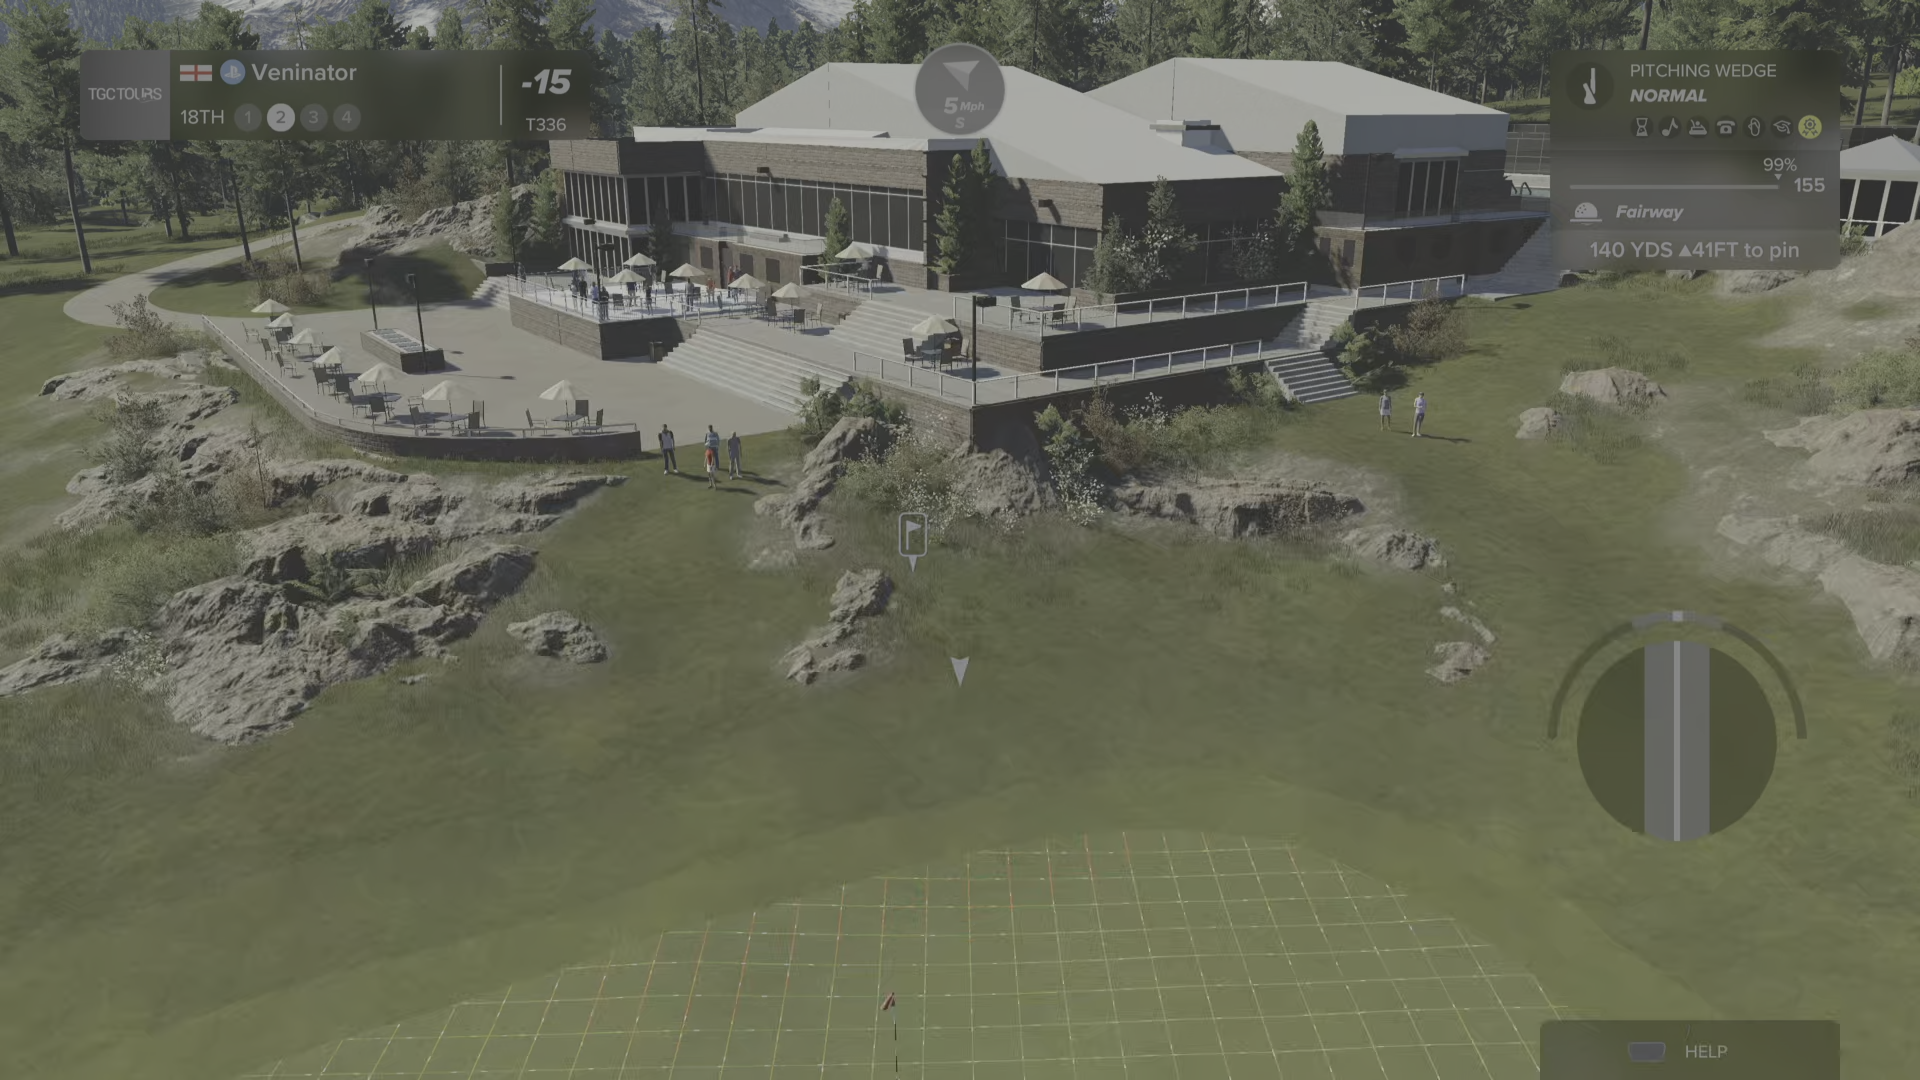 TGCTOURS
Veninator
18TH 1 2 3 4
-15
T336
5 Mph
S
PITCHING WEDGE
NORMAL
99%
155
Fairway
140 YDS ▲41FT to pin
HELP